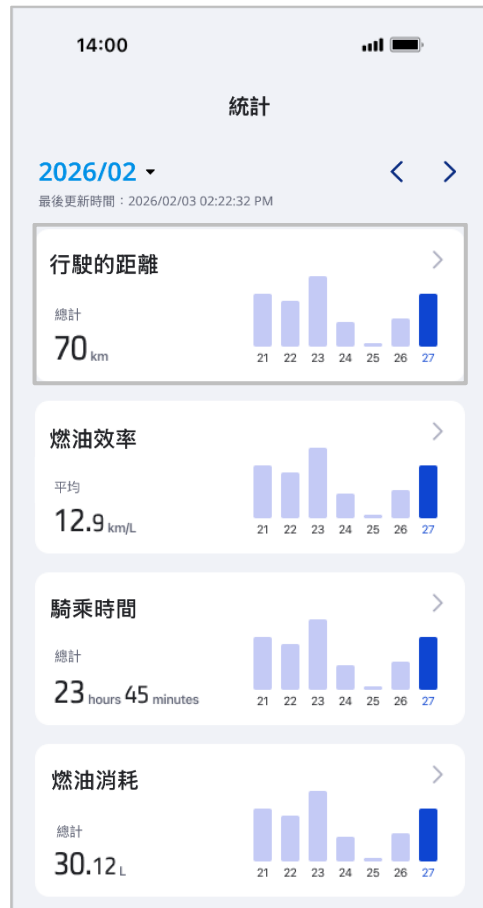 14:00
統計
2026/02
最後更新時間：2026/02/03 02:22:32 PM
行駛的距離
總計
70 km
21 22 23 24 25 26 27
燃油效率
平均
12.9 km/L
21 22 23 24 25 26 27
騎乘時間
總計
23 hours 45 minutes
21 22 23 24 25 26 27
燃油消耗
總計
30.12 L
21 22 23 24 25 26 27